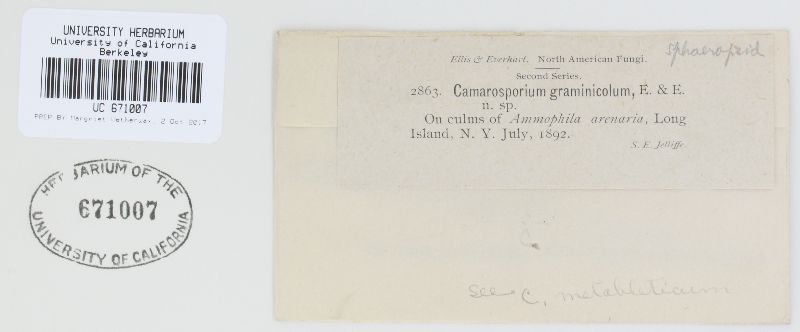 UNIVERSITY HERBARIUM
University of California
Berkeley
UC 671007
PREP BY Margriet Wetherwax, 2 Oct 2017
HERBARIUM OF THE
671007
UNIVERSITY OF CALIFORNIA
sphaeropsid
Ellis & Everhart. North American Fungi.
Second Series.
2863. Camarosporium graminicolum, E. & E.
n. sp.
On culms of Ammophila arenaria, Long
Island, N. Y. July, 1892.
S. E. Jelliffe.
C
see C. metableticum